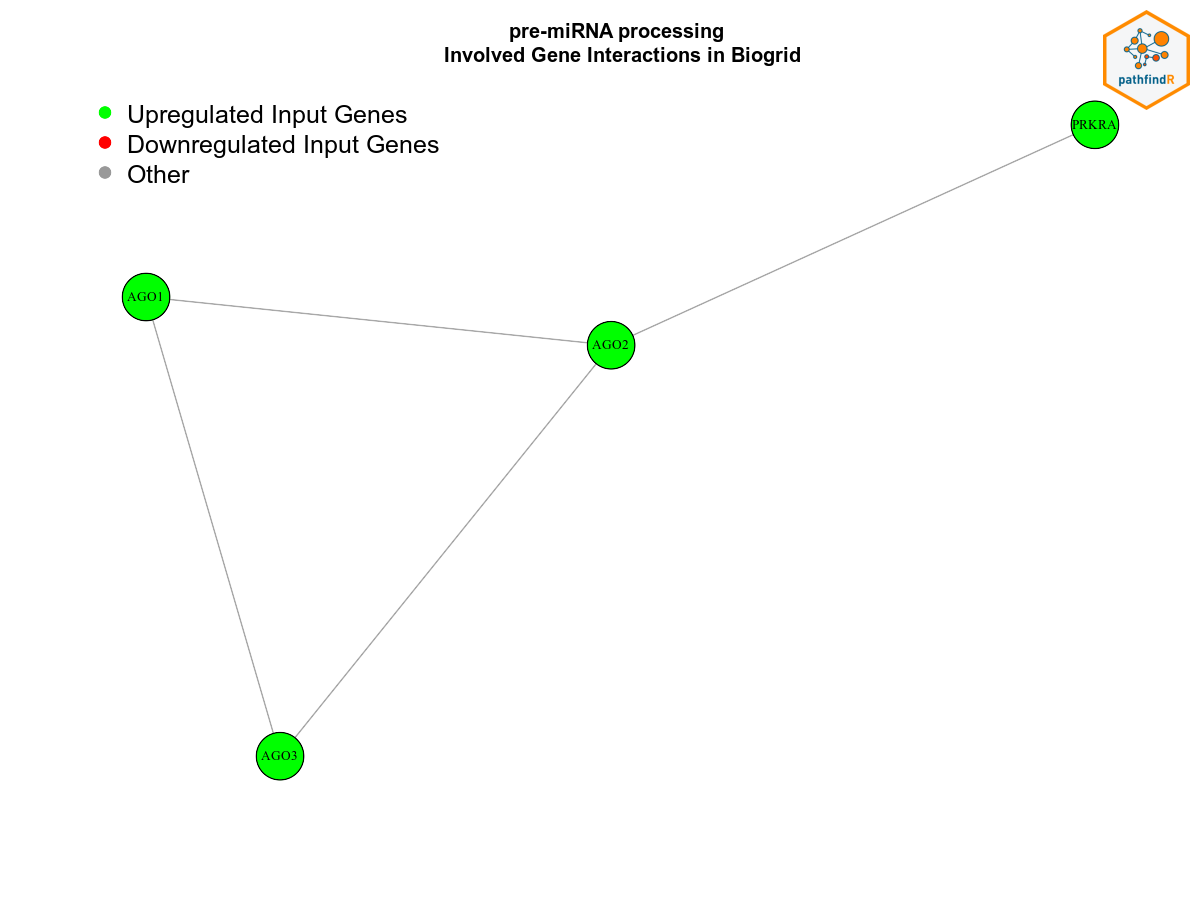 pre-miRNA processing
Involved Gene Interactions in Biogrid
pathfindR
Upregulated Input Genes
Downregulated Input Genes
Other
PRKRA
AGO1
AGO2
AGO3